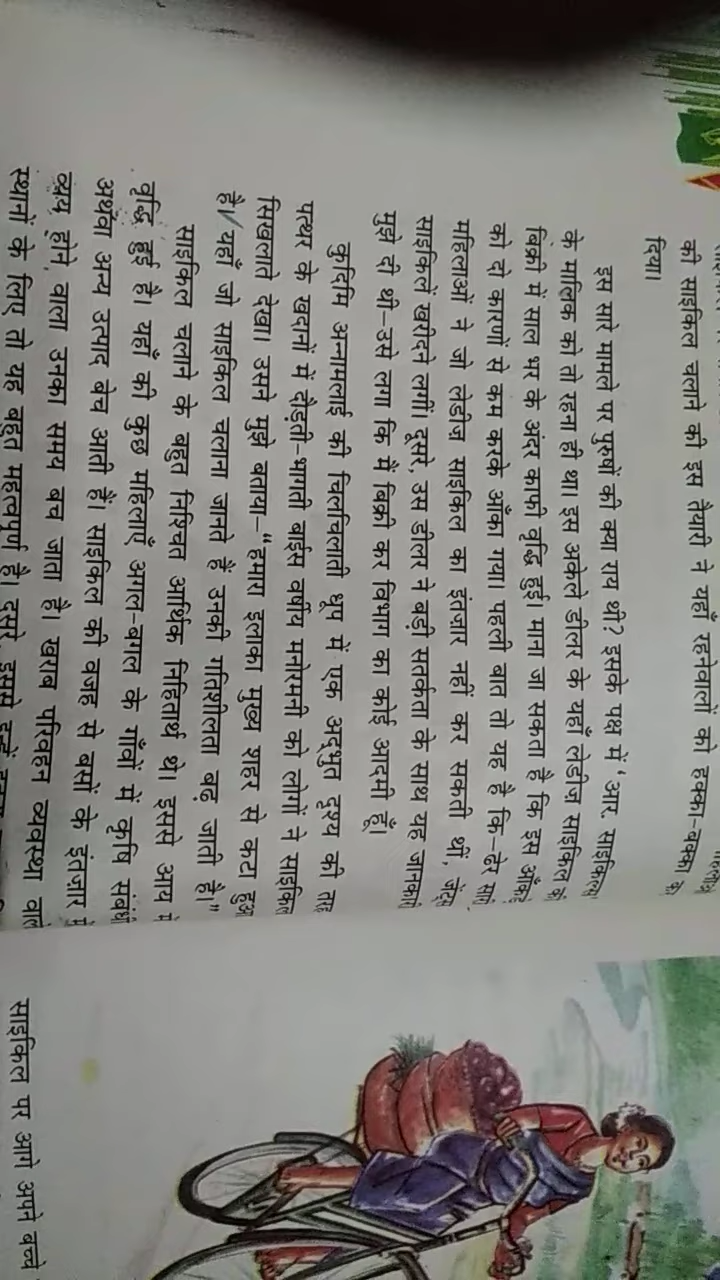 की साइकिल चलाने की इस तैयारी ने यहाँ रहनेवालों को हक्का-बक्का क
दिया।
इस सारे मामले पर पुरुषों की क्या राय थी? इसके पक्ष में 'आर. साइकिल्स
के मालिक को तो रहना ही था। इस अकेले डीलर के यहाँ लेडीज साइकिल की
बिक्री में साल भर के अंदर काफी वृद्धि हुई। माना जा सकता है कि इस आँकड़े
को दो कारणों से कम करके आँका गया। पहली बात तो यह है कि-ढेर सारी
महिलाओं ने जो लेडीज साइकिल का इंतजार नहीं कर सकती थीं, जेंट्स
साइकिलें खरीदने लगीं। दूसरे, उस डीलर ने बड़ी सतर्कता के साथ यह जानकारी
मुझे दी थी-उसे लगा कि मैं बिक्री कर विभाग का कोई आदमी हूँ।
कुदिमि अन्नामलाई की चिलचिलाती धूप में एक अद्भुत दृश्य की तरह
पत्थर के खदानों में दौड़ती-भागती बाईस वर्षीय मनोरमनी को लोगों ने साइकिल
सिखलाते देखा। उसने मुझे बताया-"हमारा इलाका मुख्य शहर से कटा हुआ
है। यहाँ जो साइकिल चलाना जानते हैं उनकी गतिशीलता बढ़ जाती है।"
साइकिल चलाने के बहुत निश्चित आर्थिक निहितार्थ थे। इससे आय में
वृद्धि हुई है। यहाँ की कुछ महिलाएँ अगल-बगल के गाँवों में कृषि संबंधी
अथवा अन्य उत्पाद बेच आती हैं। साइकिल की वजह से बसों के इंतजार में
व्यय होने वाला उनका समय बच जाता है। खराब परिवहन व्यवस्था वाले
स्थानों के लिए तो यह बहुत महत्वपूर्ण है। दूसरे, इससे इन्हें
साइकिल पर आगे अपने बच्चे